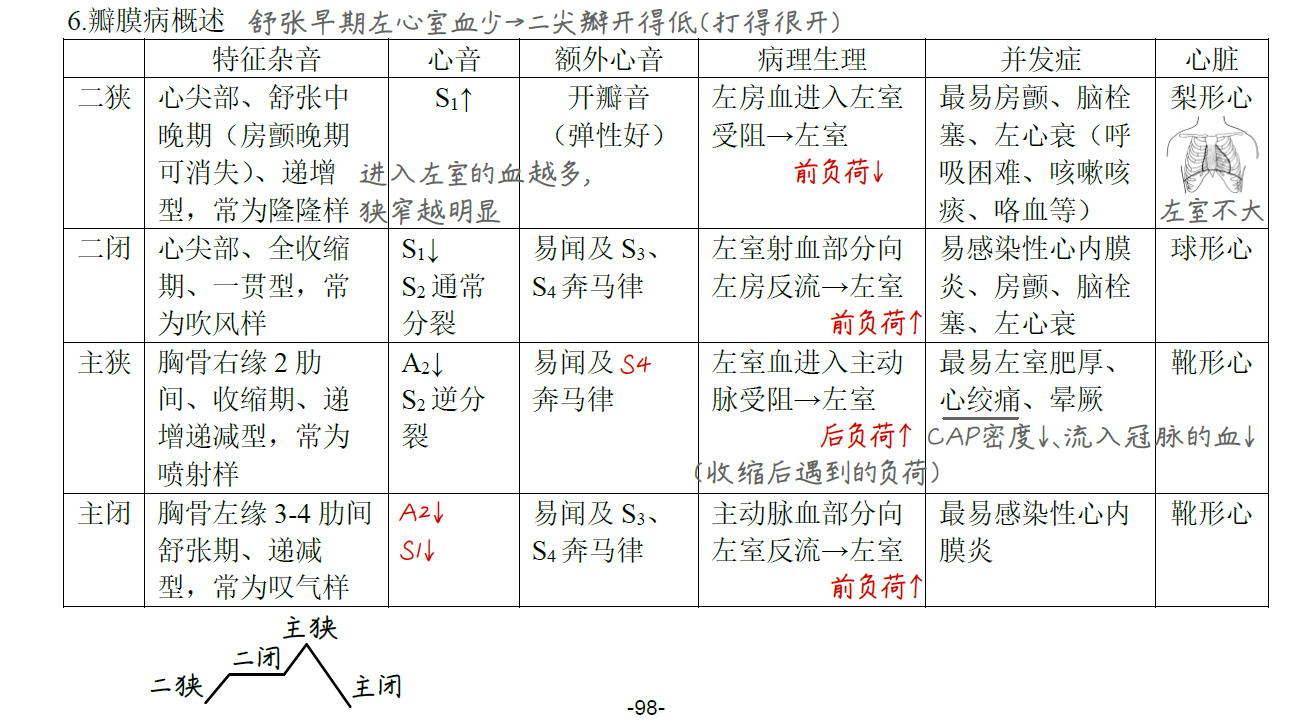 6.瓣膜病概述 舒张早期左心室血少→二尖瓣开得低(打得很开)
特征杂音 心音 额外心音 病理生理 并发症 心脏
二狭 心尖部、舒张中 S₁↑ 开瓣音 左房血进入左室 最易房颤、脑栓 梨形心
晚期（房颤晚期 （弹性好） 受阻→左室 塞、左心衰（呼
可消失）、递增 进入左室的血越多, 前负荷↓ 吸困难、咳嗽咳
型，常为隆隆样 狭窄越明显 痰、咯血等） 左室不大
二闭 心尖部、全收缩 S₁↓ 易闻及 S₃、 左室射血部分向 易感染性心内膜 球形心
期、一贯型，常 S₂ 通常 S₄ 奔马律 左房反流→左室 炎、房颤、脑栓
为吹风样 分裂 前负荷↑ 塞、左心衰
主狭 胸骨右缘 2 肋 A₂↓ 易闻及 S4 左室血进入主动 最易左室肥厚、 靴形心
间、收缩期、递 S₂ 逆分 奔马律 脉受阻→左室 心绞痛、晕厥
增递减型，常为 裂 后负荷↑ CAP密度↓、流入冠脉的血↓
喷射样 (收缩后遇到的负荷)
主闭 胸骨左缘 3-4 肋间 A2↓ 易闻及 S₃、 主动脉血部分向 最易感染性心内 靴形心
舒张期、递减 S1↓ S₄ 奔马律 左室反流→左室 膜炎
型，常为叹气样 前负荷↑
主狭
二闭
二狭 主闭
-98-